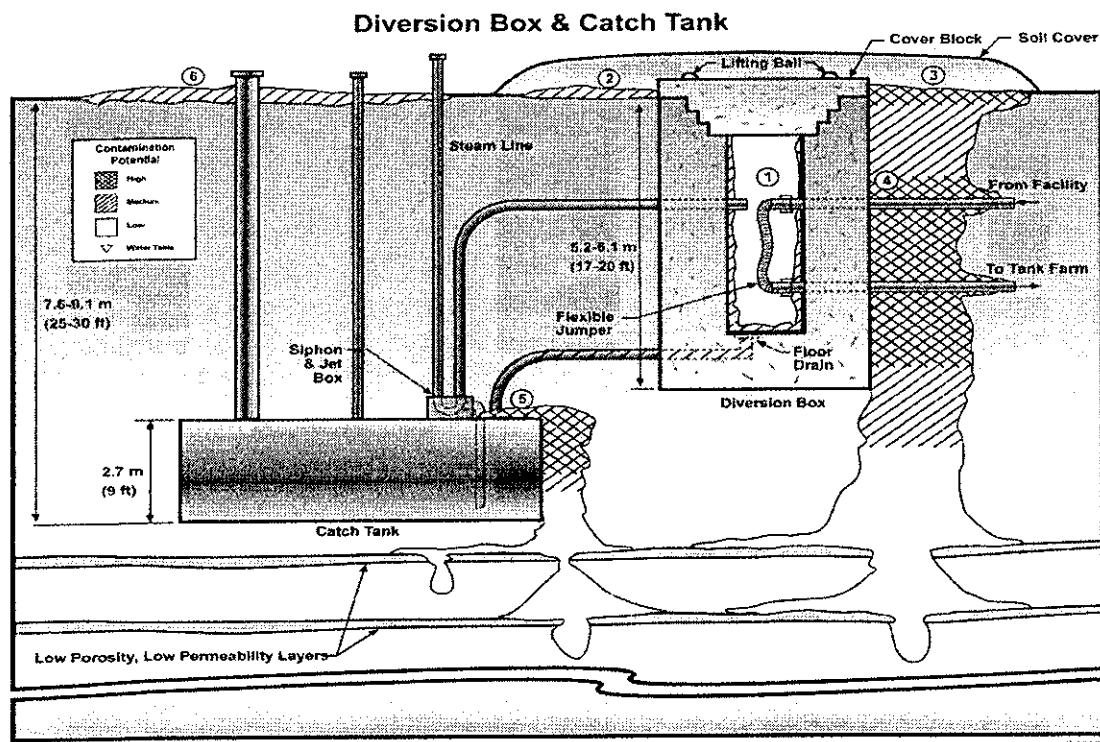 Diversion Box & Catch Tank
Cover Block
Soil Cover
Lifting Bail
6
2
3
Contamination
Potential
High
Medium
Low
Water Table
Steam Line
1
4
From Facility
5.2-6.1 m
(17-20 ft)
To Tank Farm
7.6-9.1 m
(25-30 ft)
Flexible
Jumper
Floor
Drain
Siphon
& Jet
Box
5
Diversion Box
2.7 m
(9 ft)
Catch Tank
Low Porosity, Low Permeability Layers